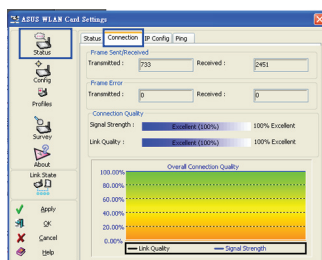 ASUS WLAN Card Settings
Status
Config
Profiles
Survey
About
Link State
Apply
OK
Cancel
Help
Status Connection IP Config Ping
Frame Sent/Received
Transmitted : 733 Received : 2451
Frame Error
Transmitted : 0 Received : 0
Connection Quality
Signal Strength : Excellent (100%) 100% Excellent
Link Quality : Excellent (100%) 100% Excellent
Overall Connection Quality
100.00%
80.00%
60.00%
40.00%
20.00%
0.00%
Link Quality Signal Strength